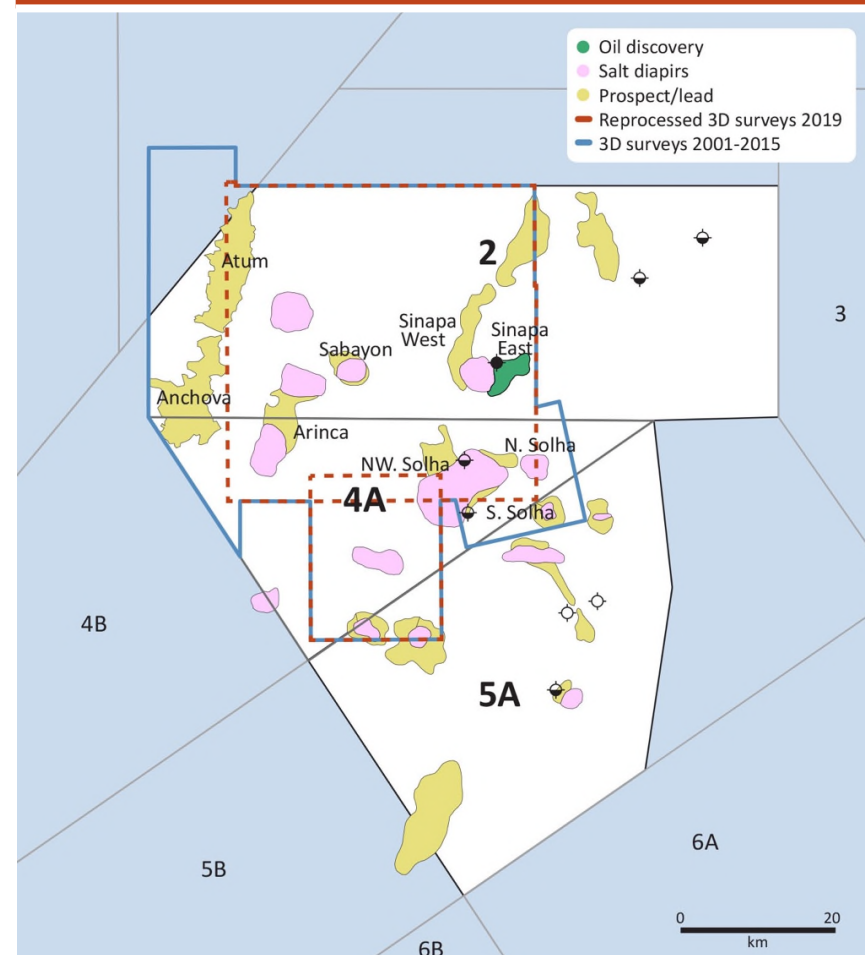 Oil discovery
Salt diapirs
Prospect/lead
Reprocessed 3D surveys 2019
3D surveys 2001-2015
2
Atum
3
Sinapa
West
Sinapa
East
Sabayon
Anchova
Arinca
N. Solha
NW. Solha
4A
S. Solha
4B
5A
5B
6A
6B
0
20
km